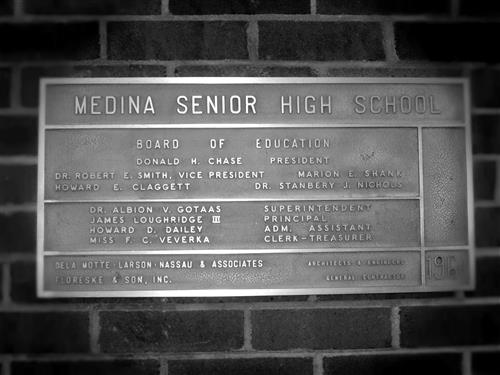 MEDINA SENIOR HIGH SCHOOL
BOARD OF EDUCATION
DONALD H. CHASE PRESIDENT
DR. ROBERT E. SMITH, VICE PRESIDENT MARION E. SHANK
HOWARD E. CLAGGETT DR. STANBERY J. NICHOLS
DR. ALBION V. GOTAAS SUPERINTENDENT
JAMES LOUGHRIDGE III PRINCIPAL
HOWARD D. DAILEY ADM. ASSISTANT
MISS F. C. VEVERKA CLERK-TREASURER
DELA MOTTE·LARSON·NASSAU & ASSOCIATES ARCHITECTS & ENGINEERS
FLORESKE & SON, INC. GENERAL CONTRACTOR